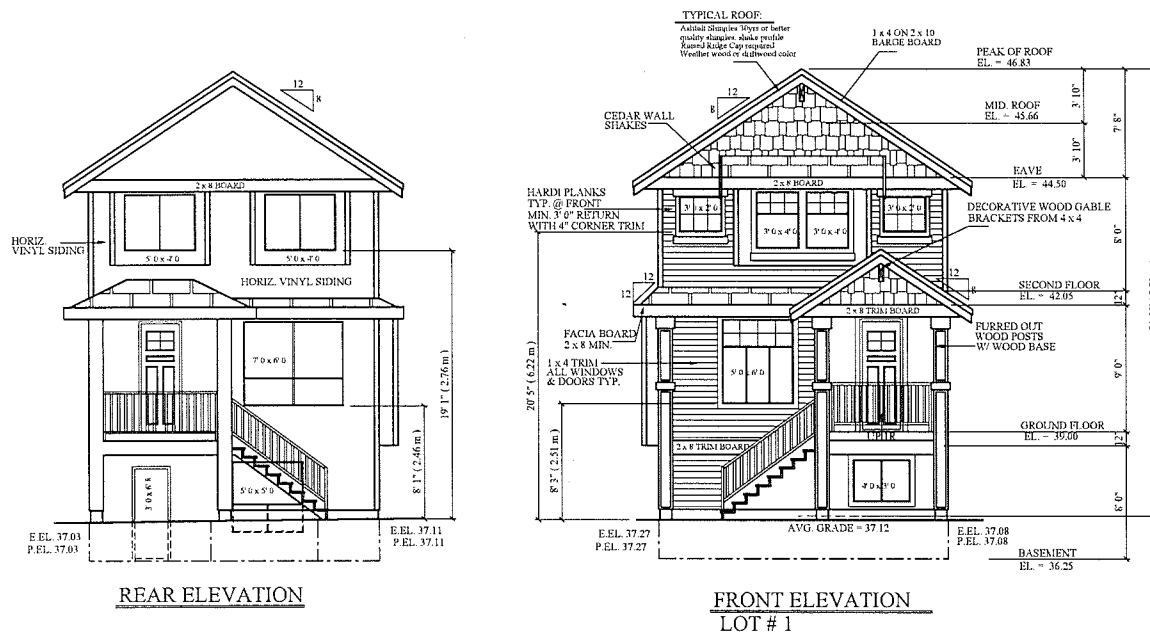 TYPICAL ROOF:
Ashhalt Shingles 30yrs or better
quality shingles, shake profile
Raised Ridge Cap required
Weather wood or driftwood color
1 x 4 ON 2 x 10
BARGE BOARD
PEAK OF ROOF
EL. = 46.83
12
8
12
8
3' 10"
MID. ROOF
EL. = 45.66
7' 8"
CEDAR WALL
SHAKES
3' 10"
EAVE
EL. = 44.50
2 x 8 BOARD
2 x 8 BOARD
HARDI PLANKS
TYP. @ FRONT
MIN. 3' 0" RETURN
WITH 4" CORNER TRIM
3' 0 x 2' 0
3' 0 x 2' 0
DECORATIVE WOOD GABLE
BRACKETS FROM 4 x 4
3' 0 x 4' 0
3' 0 x 4' 0
8' 0"
HORIZ.
VINYL SIDING
5' 0 x 4' 0
5' 0 x 4' 0
HORIZ. VINYL SIDING
12
12
12
8
SECOND FLOOR
EL. = 42.05
12"
2 x 8 TRIM BOARD
FACIA BOARD
2 x 8 MIN.
FURRED OUT
WOOD POSTS
W/ WOOD BASE
7' 0 x 6' 0
1 x 4 TRIM
ALL WINDOWS
& DOORS TYP.
5' 0 x 6' 0
9' 0"
19' 1" ( 2.76 m )
20' 5" ( 6.22 m )
8' 1" ( 2.46 m )
8' 3" ( 2.51 m )
GROUND FLOOR
EL. = 39.00
12"
2 x 8 TRIM BOARD
3' 0 x 6' 8
5' 0 x 5' 0
4' 0 x 3' 0
8' 0"
AVG. GRADE = 37.12
E.EL. 37.03
P.EL. 37.03
E.EL. 37.11
P.EL. 37.11
E.EL. 37.27
P.EL. 37.27
E.EL. 37.08
P.EL. 37.08
BASEMENT
EL. = 36.25
REAR ELEVATION
FRONT ELEVATION
LOT # 1